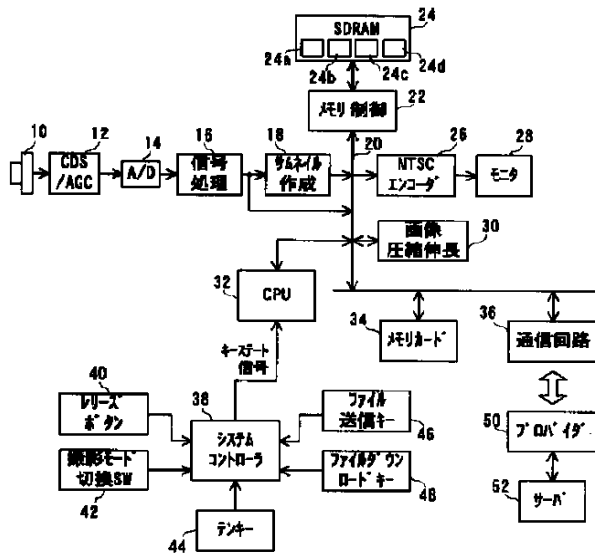 24
SDRAM
24a
24b
24c
24d
22
メモリ制御
10
12
14
16
18
20
26
28
CDS
/AGC
A/D
信号
処理
サムネイル
作成
NTSC
エンコーダ
モニタ
画像
圧縮伸長
30
32
CPU
34
メモリカード
36
通信回路
キーステート
信号
40
レリーズ
ボタン
38
システム
コントローラ
ファイル
送信キー
46
撮影モード
切換SW
42
ファイルダウン
ロードキー
48
44
テンキー
50
プロバイダ
52
サーバ